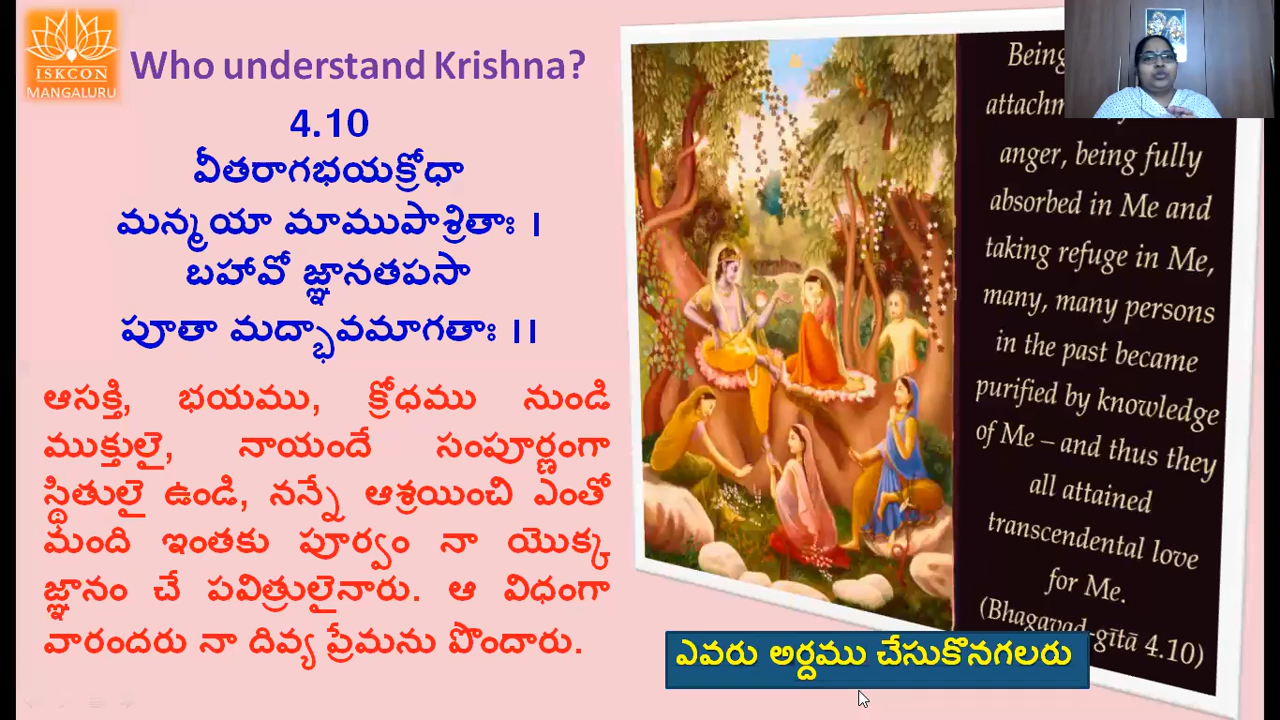 ISKCON
MANGALURU
Who understand Krishna?
4.10
వీతరాగభయక్రోధా
మన్మయా మాముపాశ్రితాః ।
బహావో జ్ఞానతపసా
పూతా మద్భావమాగతాః ।।
ఆసక్తి, భయము, క్రోధము నుండి
ముక్తులై, నాయందే సంపూర్ణంగా
స్థితులై ఉండి, నన్నే ఆశ్రయించి ఎంతో
మంది ఇంతకు పూర్వం నా యొక్క
జ్ఞానం చే పవిత్రులైనారు. ఆ విధంగా
వారందరు నా దివ్య ప్రేమను పొందారు.
Being
anger, being fully
absorbed in Me and
taking refuge in Me,
many, many persons
in the past became
purified by knowledge
of Me – and thus they
all attained
transcendental love
for Me.
(Bhagavad-gītā 4.10)
ఎవరు అర్దము చేసుకొనగలరు